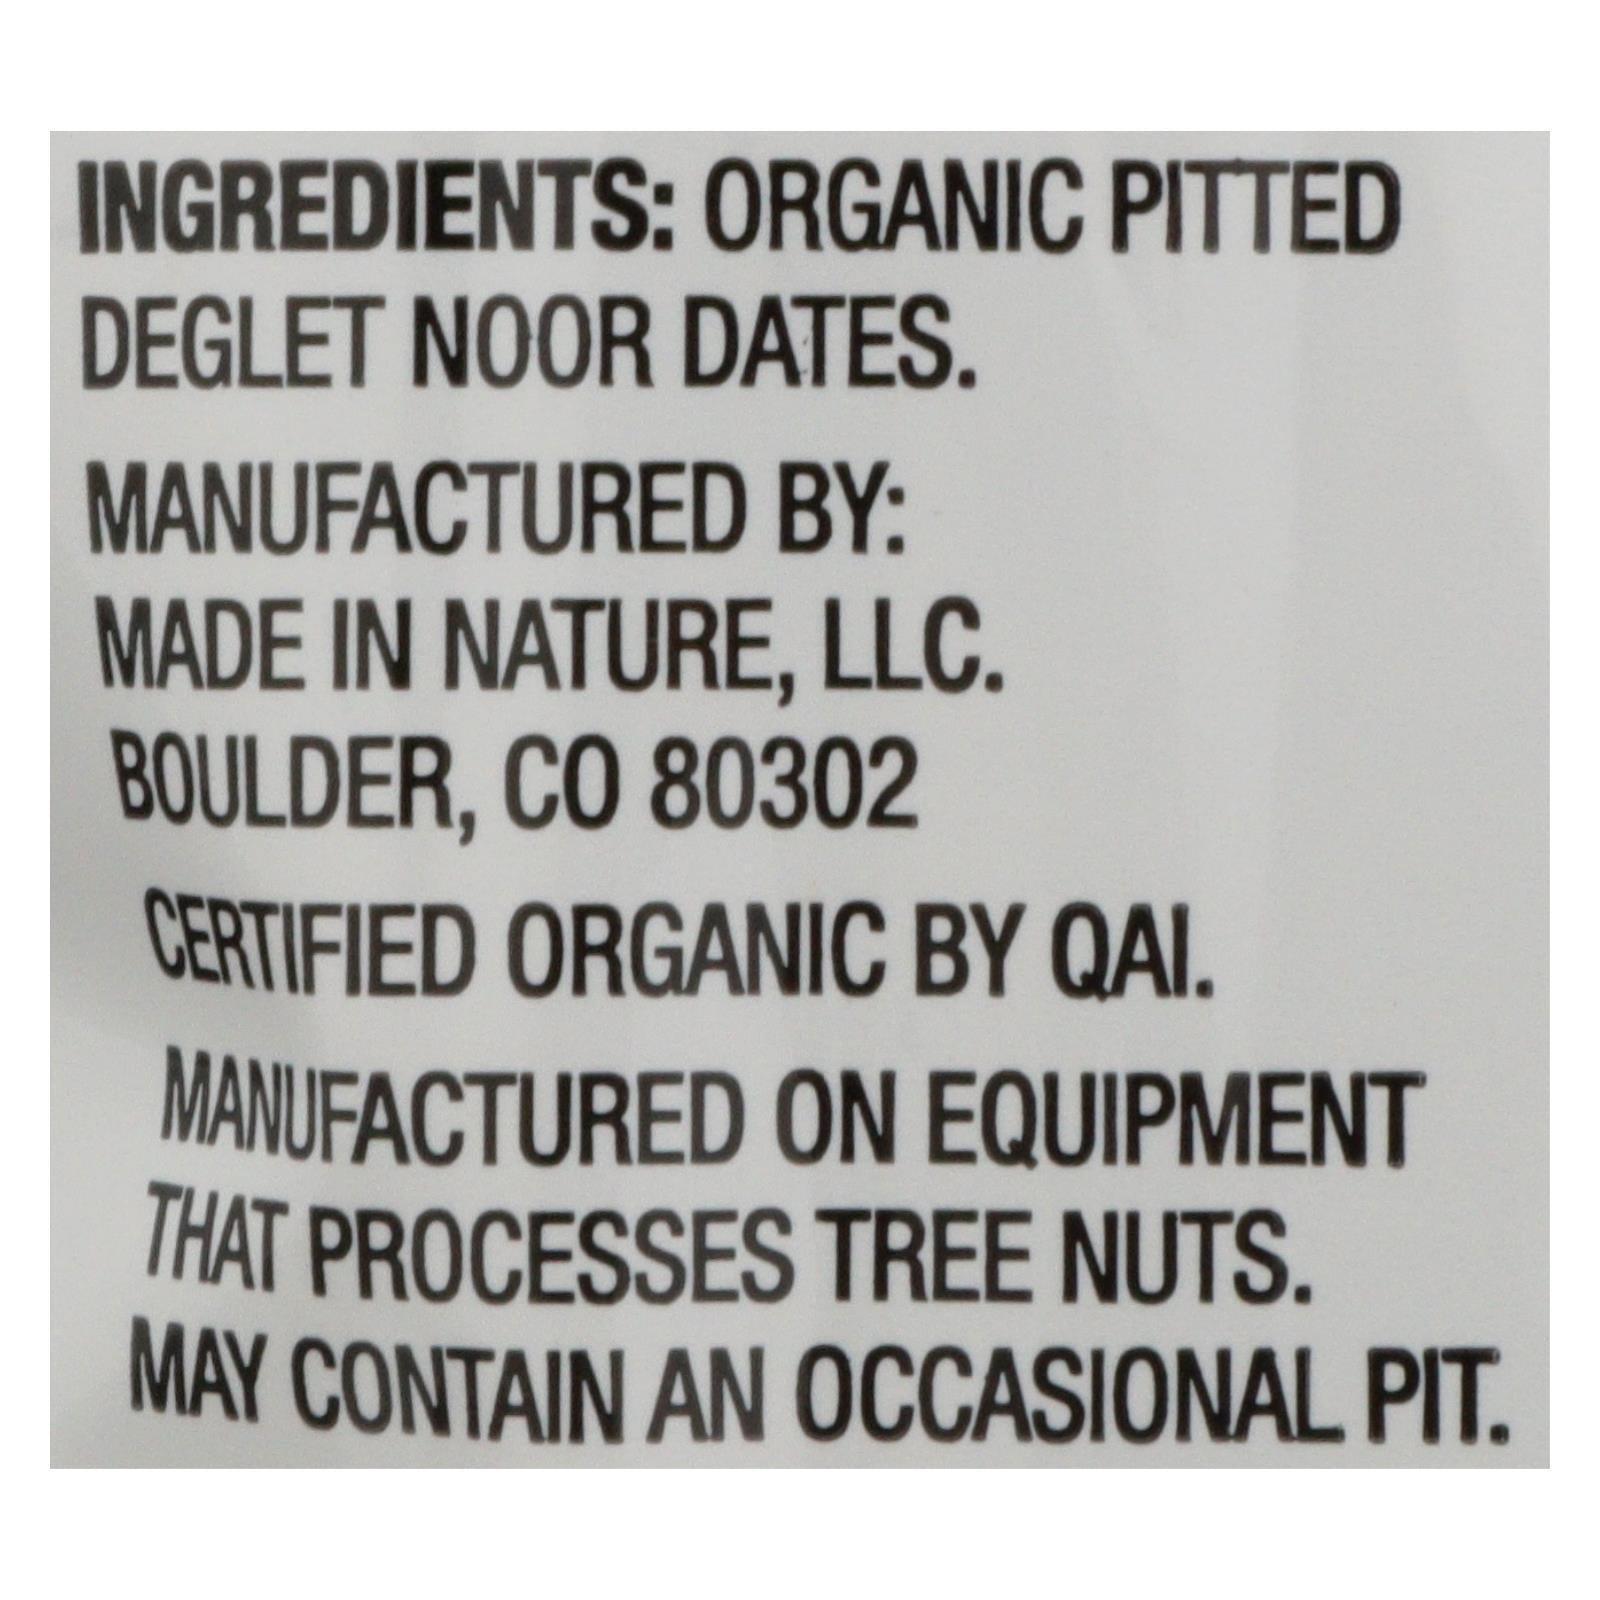 INGREDIENTS: ORGANIC PITTED
DEGLET NOOR DATES.
MANUFACTURED BY:
MADE IN NATURE, LLC.
BOULDER, CO 80302
CERTIFIED ORGANIC BY QAI.
MANUFACTURED ON EQUIPMENT
THAT PROCESSES TREE NUTS.
MAY CONTAIN AN OCCASIONAL PIT.